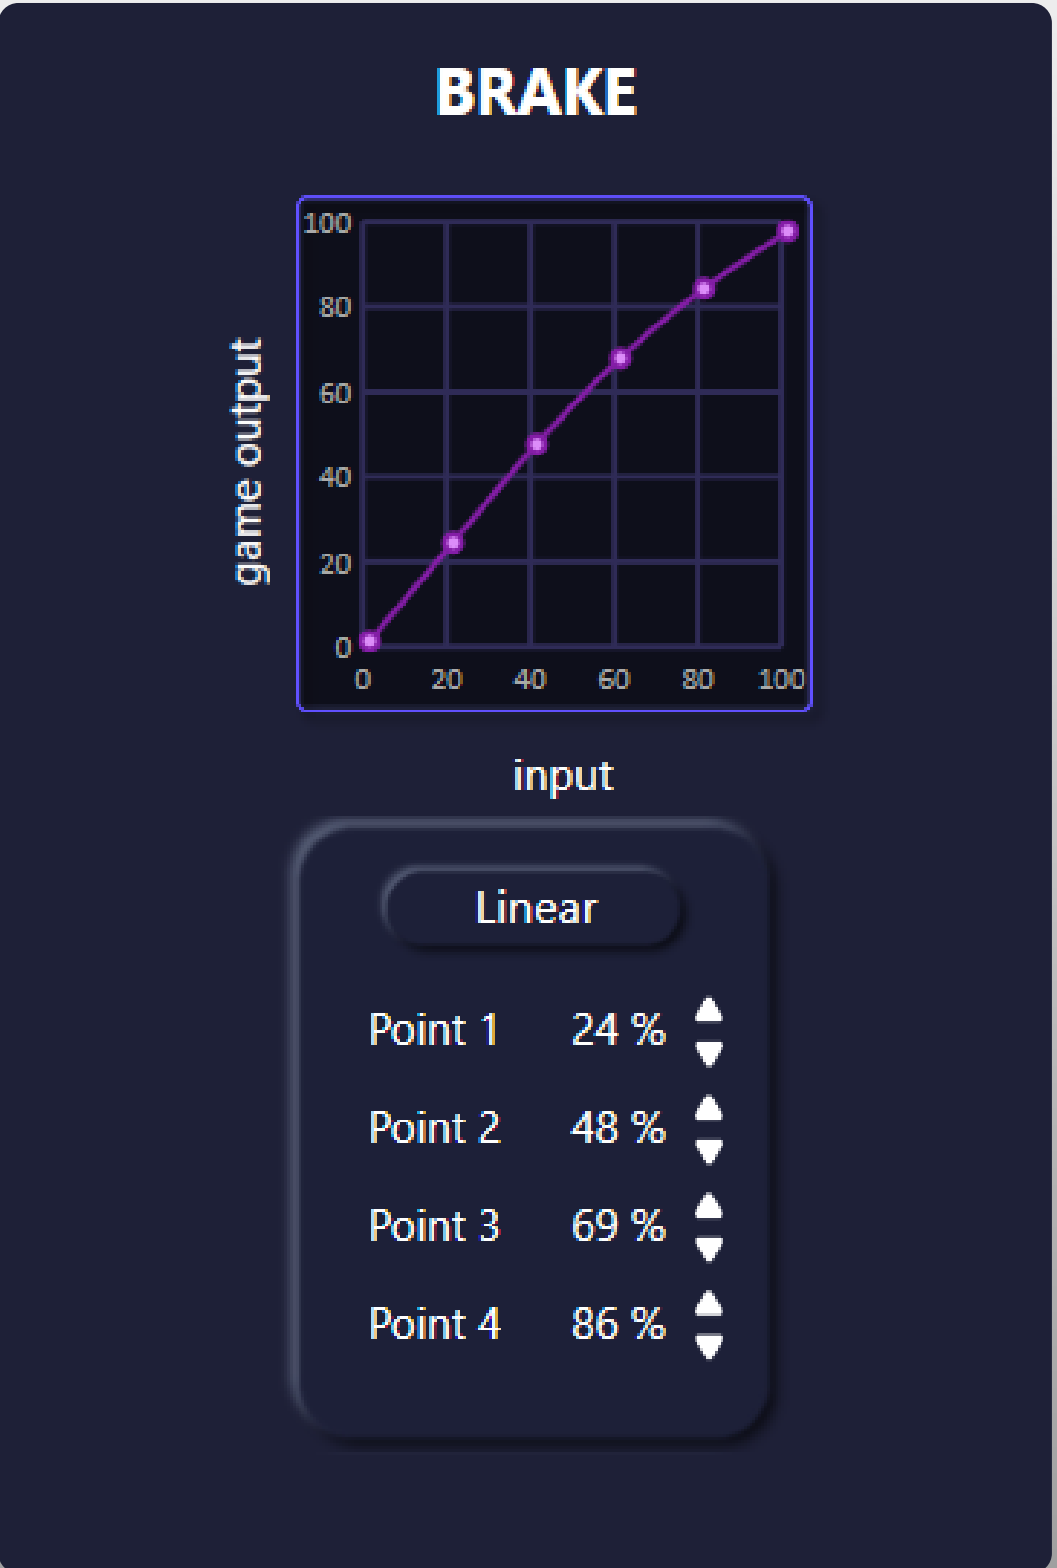 BRAKE
100
80
60
40
20
0
game output
0 20 40 60 80 100
input
Linear
Point 1 24 %
Point 2 48 %
Point 3 69 %
Point 4 86 %